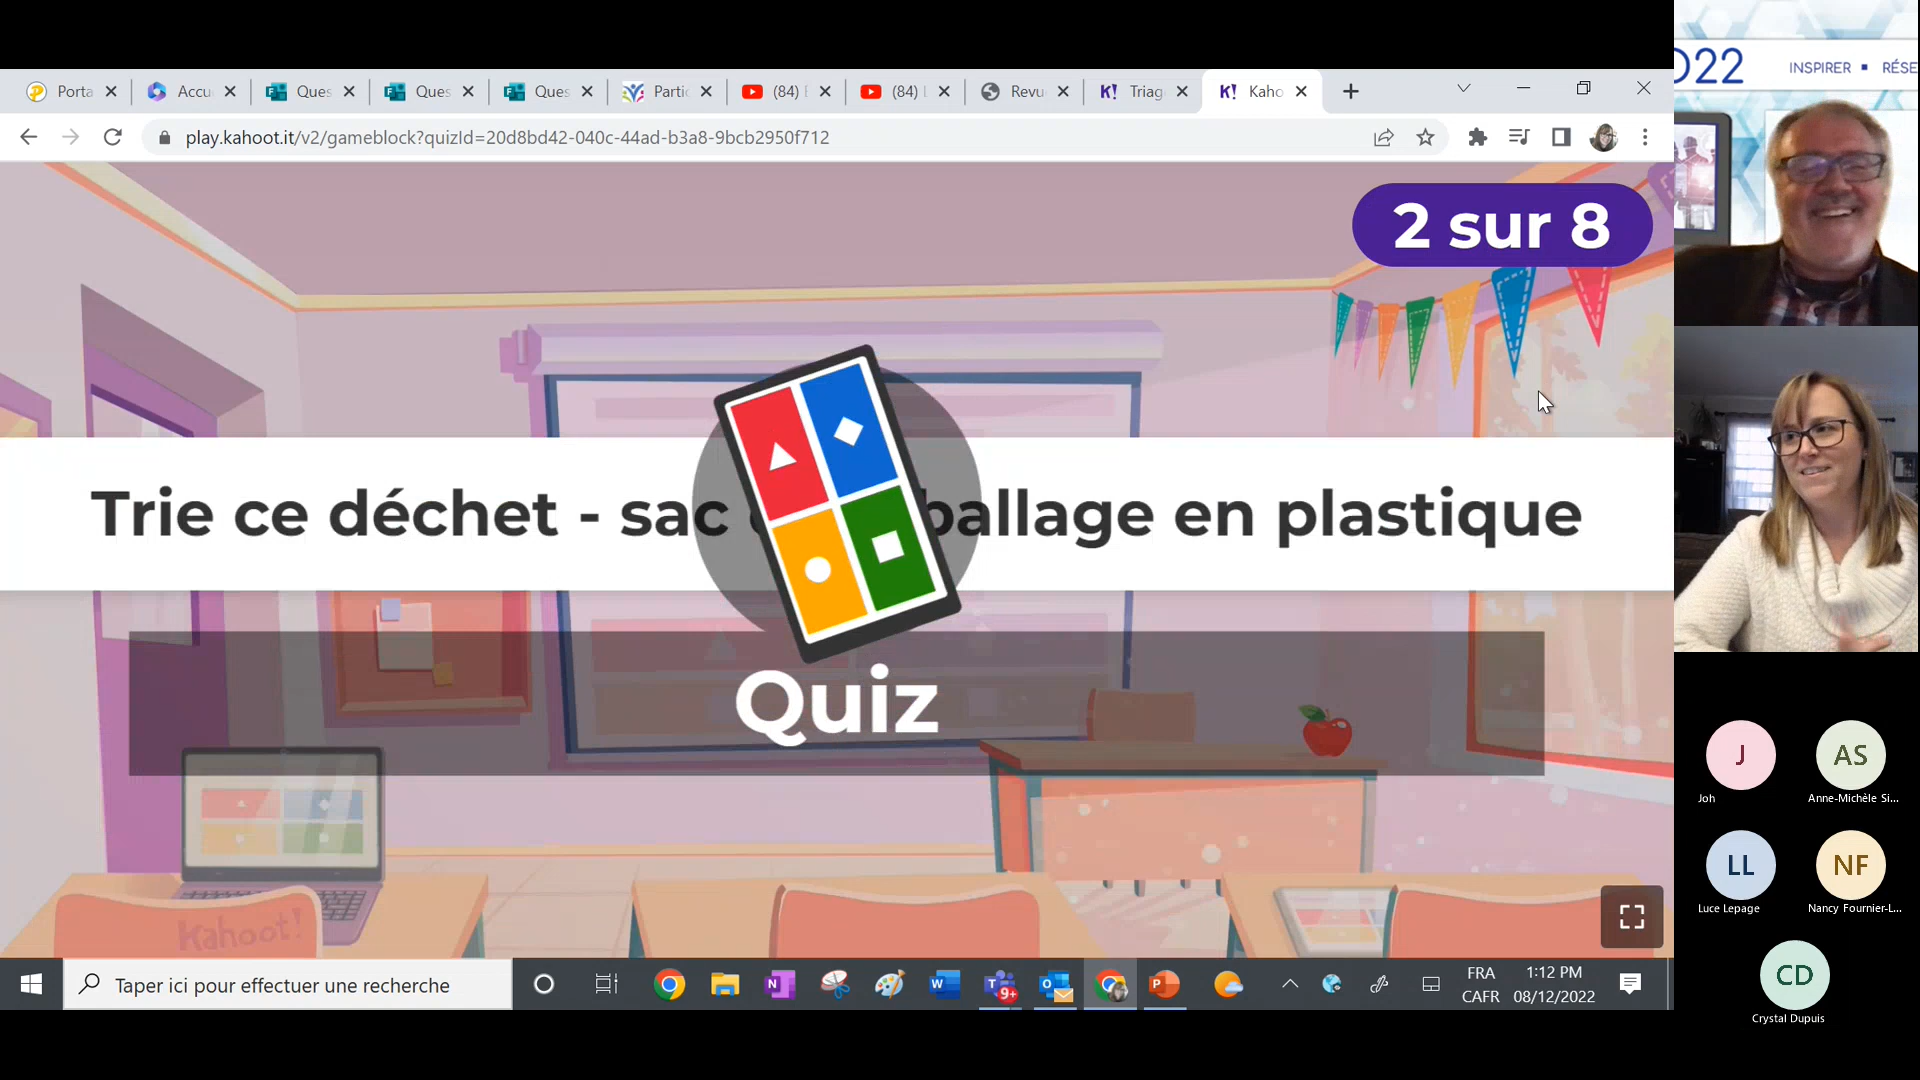 Porta
Accu
Ques
Ques
Ques
Partic
(84)
(84)
Revu
Triag
Kaho
play.kahoot.it/v2/gameblock?quizId=20d8bd42-040c-44ad-b3a8-9bcb2950f712
2 sur 8
Trie ce déchet - sac ballage en plastique
Quiz
Kahoot!
Taper ici pour effectuer une recherche
9+
FRA
CAFR
1:12 PM
08/12/2022
022
INSPIRER ▪ RÉSE
J
Joh
AS
Anne-Michèle Si...
LL
Luce Lepage
NF
Nancy Fournier-L...
CD
Crystal Dupuis